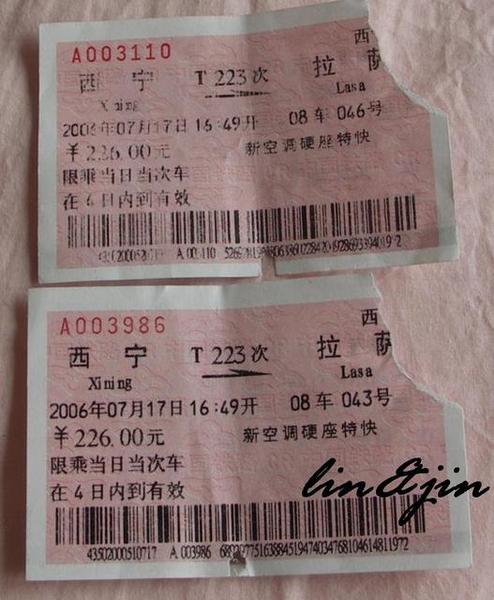 A003110
西
西 宁 T 223 次 拉 萨
Xining Lasa
2006年07月17日16:49开 08车 046号
￥226.00元 新空调硬座特快
限乘当日当次车
在4日内到有效
A003986
西
西 宁 T 223 次 拉 萨
Xining Lasa
2006年07月17日16:49开 08车 043号
￥226.00元 新空调硬座特快
限乘当日当次车
在4日内到有效
lin&jin
43502000510717 A 003986